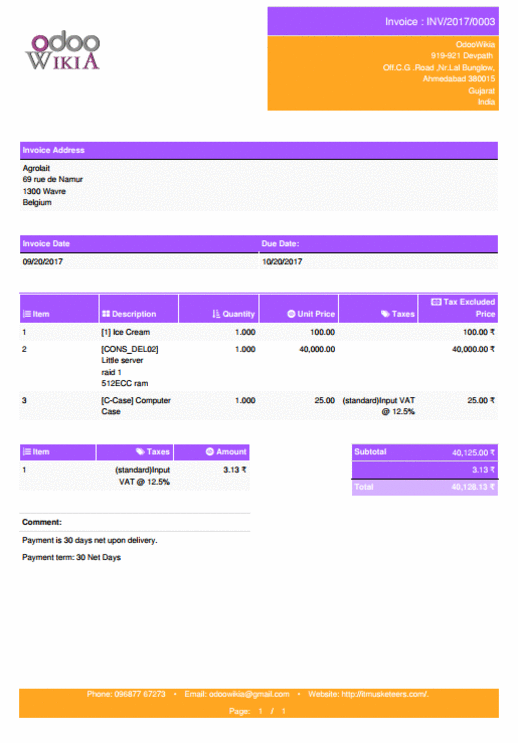 odoo
WIKIA
Invoice : INV/2017/0003
OdooWikia
919-921 Devpath
Off.C.G .Road ,Nr.Lal Bunglow,
Ahmedabad 380015
Gujarat
India
Invoice Address
Agrolait
69 rue de Namur
1300 Wavre
Belgium
Invoice Date Due Date:
09/20/2017 10/20/2017
Item Description Quantity Unit Price Taxes Tax Excluded Price
1 [1] Ice Cream 1.000 100.00 100.00 ₹
2 [CONS_DEL02] 1.000 40,000.00 40,000.00 ₹
Little server
raid 1
512ECC ram
3 [C-Case] Computer 1.000 25.00 (standard)Input VAT 25.00 ₹
Case @ 12.5%
Item Taxes Amount
1 (standard)Input 3.13 ₹
VAT @ 12.5%
Subtotal 40,125.00 ₹
3.13 ₹
Total 40,128.13 ₹
Comment:
Payment is 30 days net upon delivery.
Payment term: 30 Net Days
Phone: 096877 67273 • Email: odoowikia@gmail.com • Website: http://itmusketeers.com/.
Page: 1 / 1